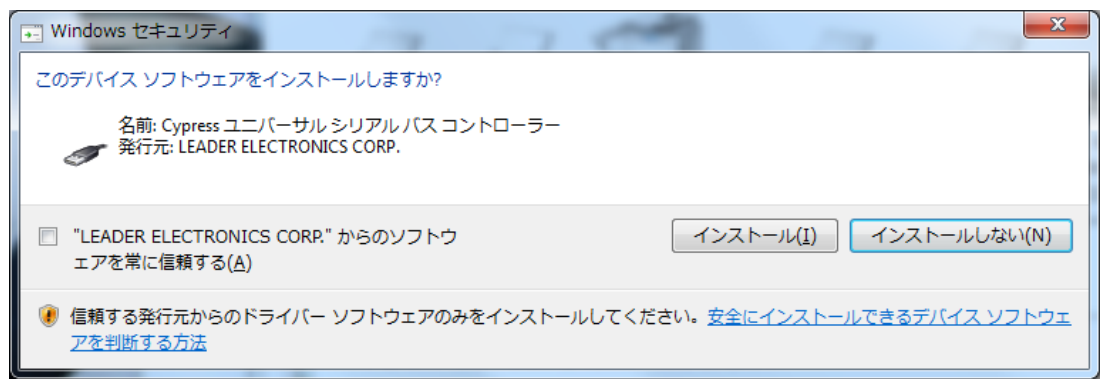 Windows セキュリティ
このデバイス ソフトウェアをインストールしますか?
名前: Cypress ユニバーサル シリアル バス コントローラー
発行元: LEADER ELECTRONICS CORP.
"LEADER ELECTRONICS CORP." からのソフトウ
ェアを常に信頼する(A)
インストール(I)
インストールしない(N)
信頼する発行元からのドライバー ソフトウェアのみをインストールしてください。安全にインストールできるデバイス ソフトウェ
アを判断する方法